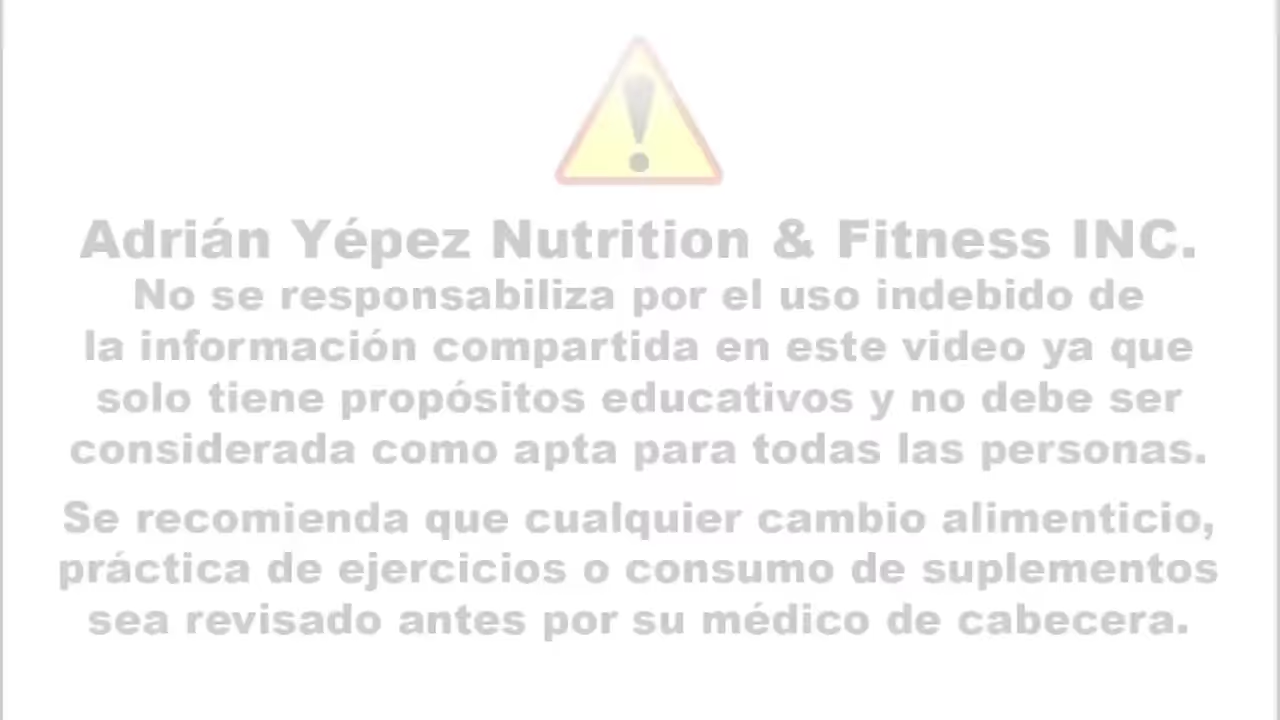 Adrián Yépez Nutrition & Fitness INC.
No se responsabiliza por el uso indebido de
la información compartida en este video ya que
solo tiene propósitos educativos y no debe ser
considerada como apta para todas las personas.
Se recomienda que cualquier cambio alimenticio,
práctica de ejercicios o consumo de suplementos
sea revisado antes por su médico de cabecera.